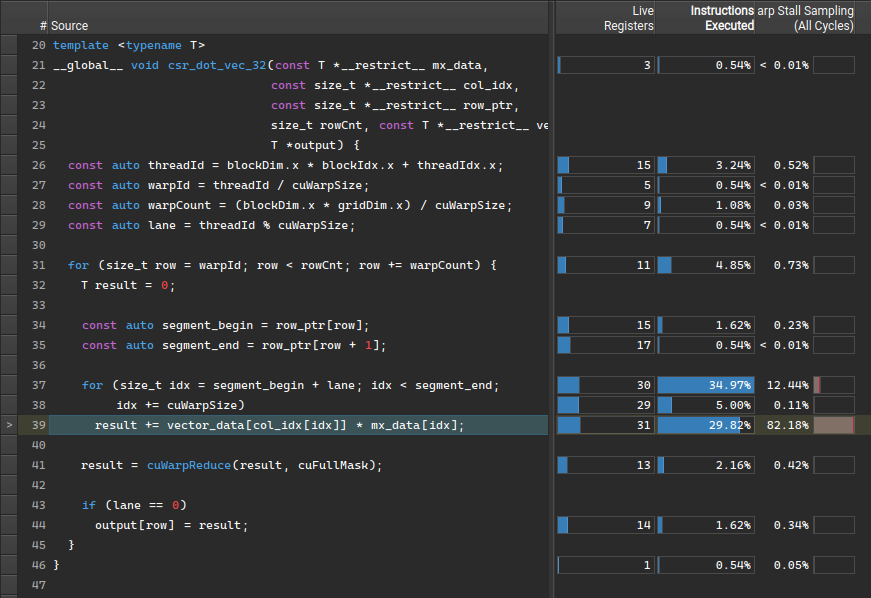 Live Instructions arp Stall Sampling
# Source Registers Executed (All Cycles)
20 template <typename T>
21 __global__ void csr_dot_vec_32(const T *__restrict__ mx_data, 3 0.54% < 0.01%
22 const size_t *__restrict__ col_idx,
23 const size_t *__restrict__ row_ptr,
24 size_t rowCnt, const T *__restrict__ ve
25 T *output) {
26 const auto threadId = blockDim.x * blockIdx.x + threadIdx.x; 15 3.24% 0.52%
27 const auto warpId = threadId / cuWarpSize; 5 0.54% < 0.01%
28 const auto warpCount = (blockDim.x * gridDim.x) / cuWarpSize; 9 1.08% 0.03%
29 const auto lane = threadId % cuWarpSize; 7 0.54% < 0.01%
30
31 for (size_t row = warpId; row < rowCnt; row += warpCount) { 11 4.85% 0.73%
32 T result = 0;
33
34 const auto segment_begin = row_ptr[row]; 15 1.62% 0.23%
35 const auto segment_end = row_ptr[row + 1]; 17 0.54% < 0.01%
36
37 for (size_t idx = segment_begin + lane; idx < segment_end; 30 34.97% 12.44%
38 idx += cuWarpSize) 29 5.00% 0.11%
> 39 result += vector_data[col_idx[idx]] * mx_data[idx]; 31 29.82% 82.18%
40
41 result = cuWarpReduce(result, cuFullMask); 13 2.16% 0.42%
42
43 if (lane == 0)
44 output[row] = result; 14 1.62% 0.34%
45 }
46 } 1 0.54% 0.05%
47